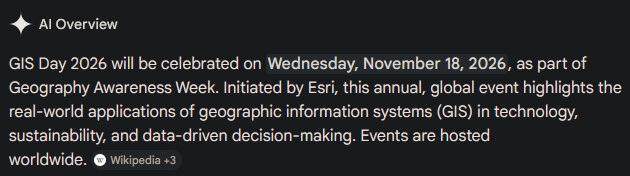 AI Overview
GIS Day 2026 will be celebrated on Wednesday, November 18, 2026, as part of
Geography Awareness Week. Initiated by Esri, this annual, global event highlights the
real-world applications of geographic information systems (GIS) in technology,
sustainability, and data-driven decision-making. Events are hosted
worldwide. W Wikipedia +3